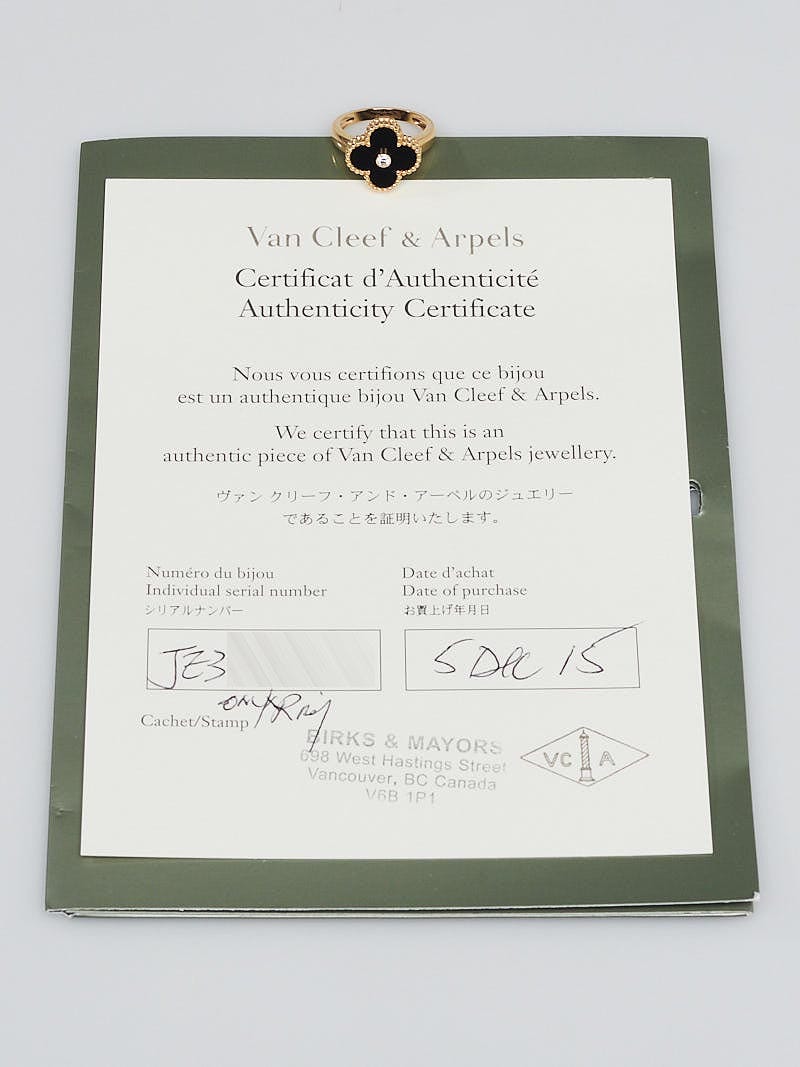 Van Cleef & Arpels
Certificat d'Authenticité
Authenticity Certificate
Nous vous certifions que ce bijou
est un authentique bijou Van Cleef & Arpels.
We certify that this is an
authentic piece of Van Cleef & Arpels jewellery.
ヴァン クリーフ・アンド・アーペルのジュエリー
であることを証明いたします。
Numéro du bijou
Individual serial number
シリアルナンバー
Date d'achat
Date of purchase
お買上げ年月日
JE3
5 Dec 15
onyx Ring
Cachet/Stamp
BIRKS & MAYORS
698 West Hastings Street
Vancouver, BC Canada
V6B 1P1
VC A